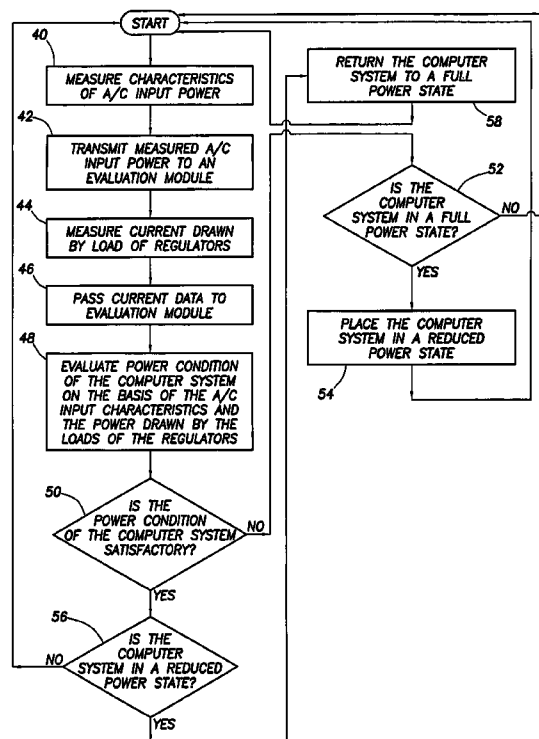 START
40
MEASURE CHARACTERISTICS
OF A/C INPUT POWER
42
TRANSMIT MEASURED A/C
INPUT POWER TO AN
EVALUATION MODULE
44
MEASURE CURRENT DRAWN
BY LOAD OF REGULATORS
46
PASS CURRENT DATA TO
EVALUATION MODULE
48
EVALUATE POWER CONDITION
OF THE COMPUTER SYSTEM
ON THE BASIS OF THE A/C
INPUT CHARACTERISTICS AND
THE POWER DRAWN BY THE
LOADS OF THE REGULATORS
50
IS THE
POWER CONDITION
OF THE COMPUTER SYSTEM
SATISFACTORY?
NO
YES
56
IS THE
COMPUTER
SYSTEM IN A REDUCED
POWER STATE?
NO
YES
RETURN THE COMPUTER
SYSTEM TO A FULL
POWER STATE
58
52
IS THE
COMPUTER
SYSTEM IN A FULL
POWER STATE?
NO
YES
PLACE THE COMPUTER
SYSTEM IN A REDUCED
POWER STATE
54